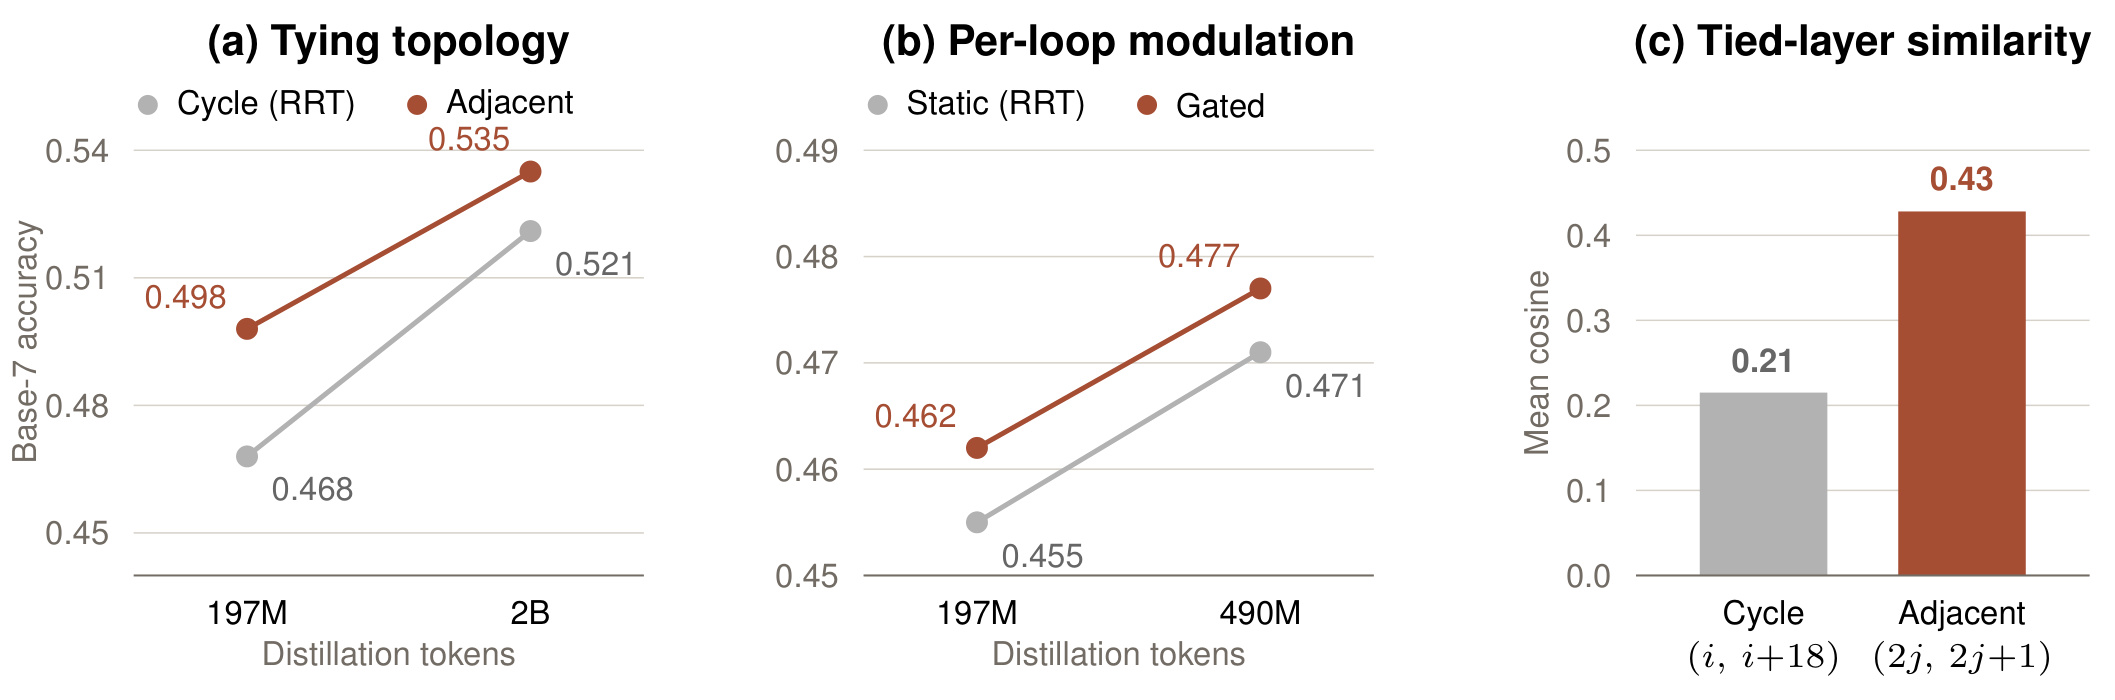 (a) Tying topology
Cycle (RRT) Adjacent
0.535
0.54
0.51
0.48
0.45
Base-7 accuracy
0.498
0.521
0.468
197M 2B
Distillation tokens
(b) Per-loop modulation
Static (RRT) Gated
0.49
0.48
0.47
0.46
0.45
0.477
0.462
0.471
0.455
197M 490M
Distillation tokens
(c) Tied-layer similarity
0.5
0.4
0.3
0.2
0.1
0.0
Mean cosine
0.43
0.21
Cycle Adjacent
(i, i+18) (2j, 2j+1)